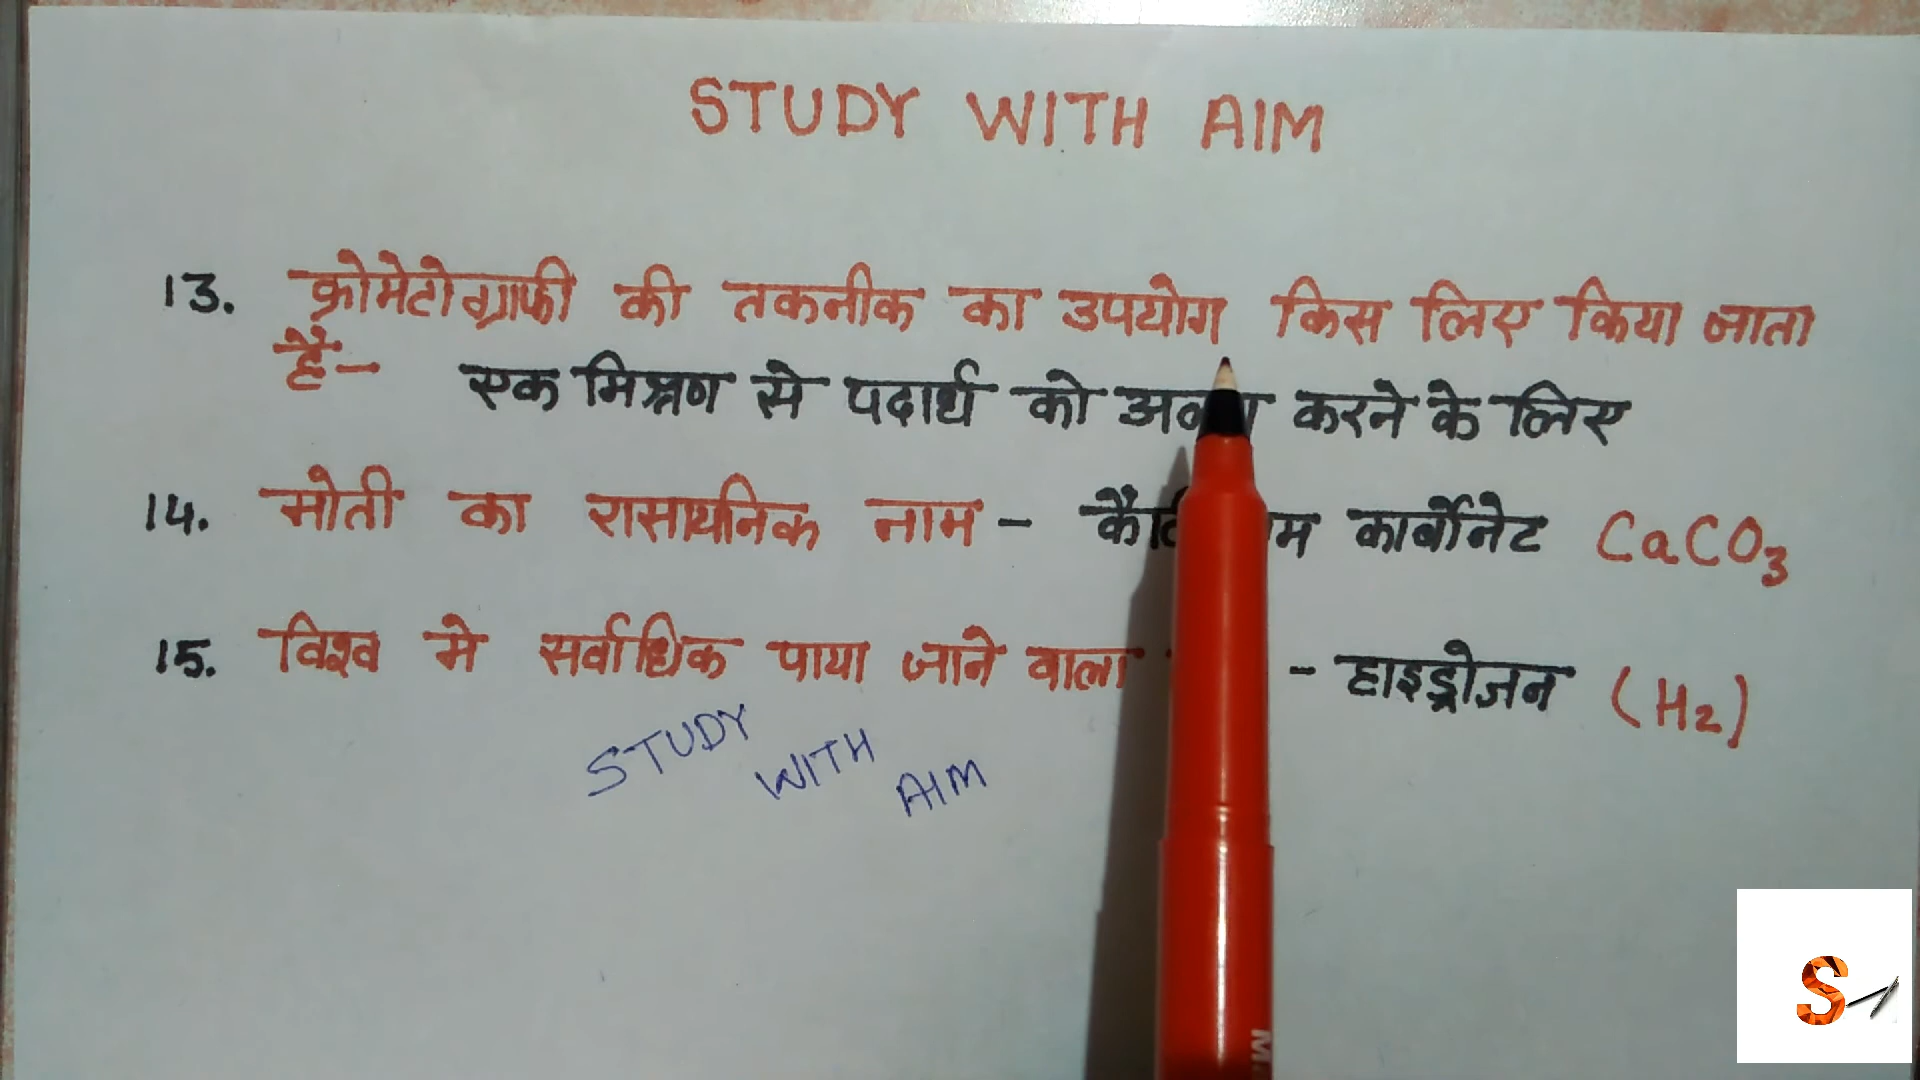 STUDY WITH AIM
13. क्रोमेटोग्राफी की तकनीक का उपयोग किस लिए किया जाता
है- एक मिश्रण से पदार्थ को करने के लिए
14. मोती का रासायनिक नाम - कार्बोनेट CaCO3
15. विश्व मे सर्वाधिक पाया जाने वाला - हाइड्रोजन (H2)
STUDY
WITH
AIM
S